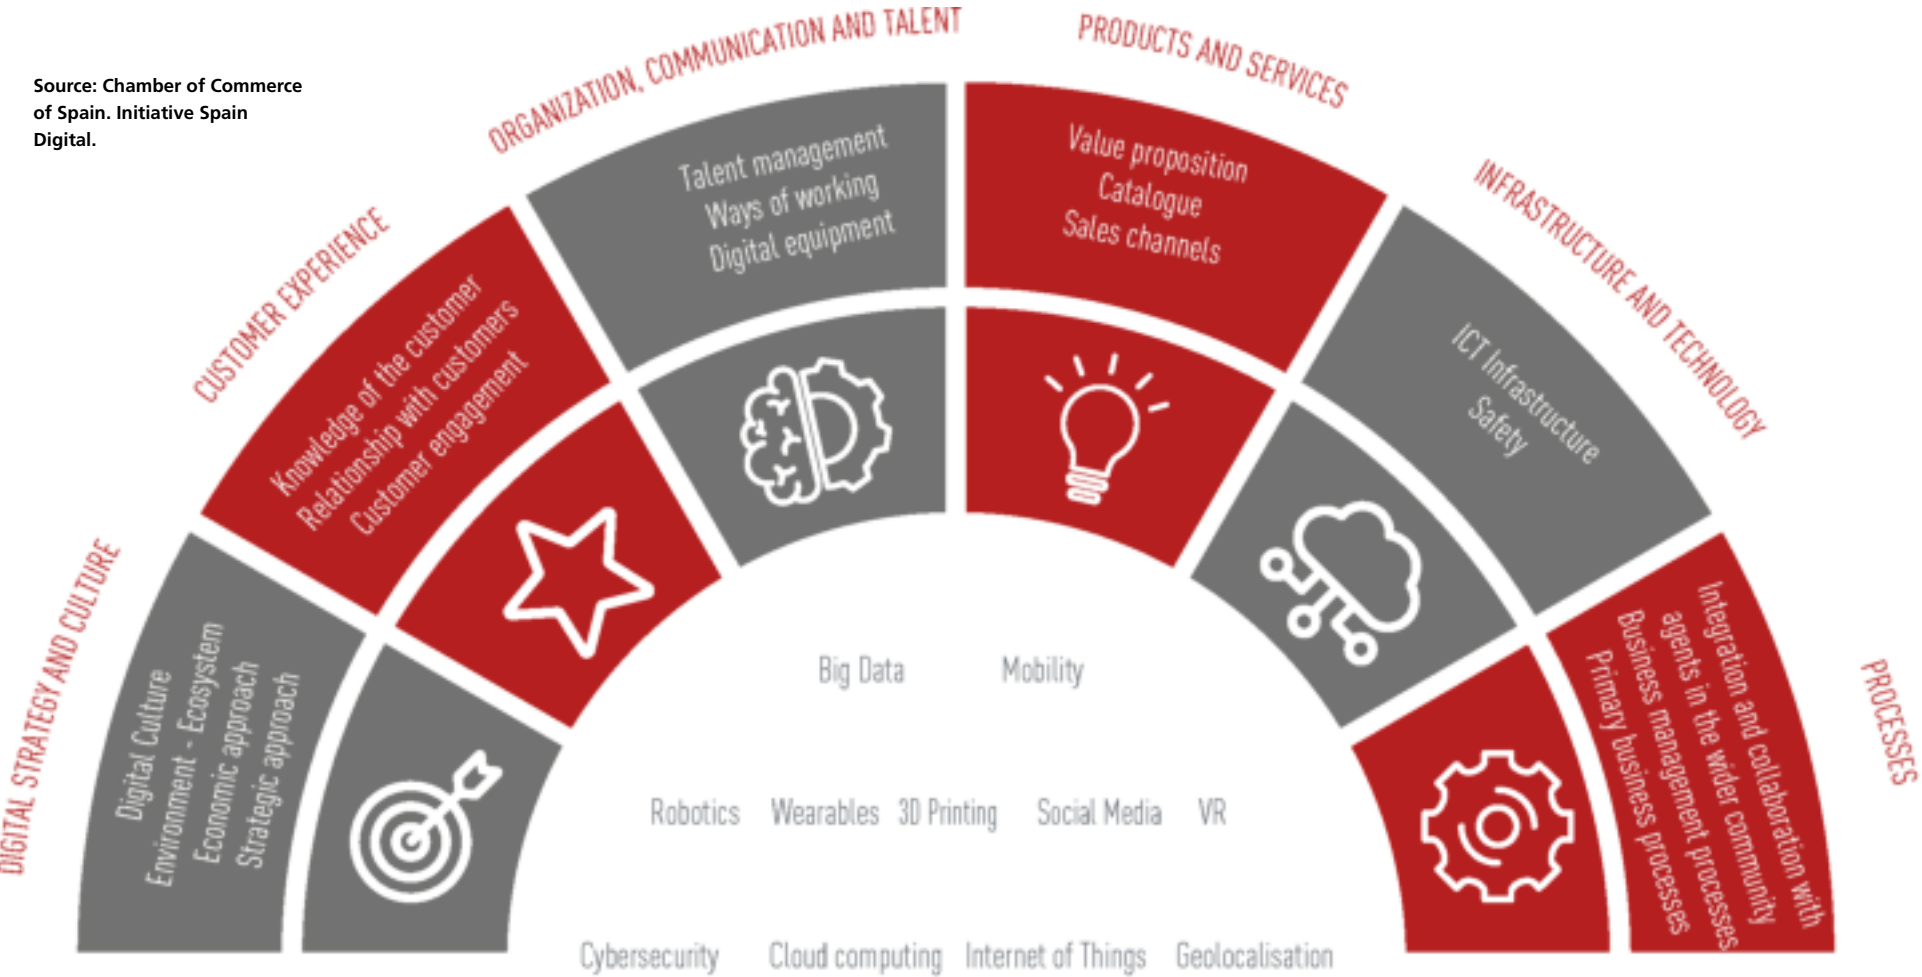 Source: Chamber of Commerce
of Spain. Initiative Spain
Digital.
DIGITAL STRATEGY AND CULTURE
Digital Culture
Environment - Ecosystem
Economic approach
Strategic approach
CUSTOMER EXPERIENCE
Knowledge of the customer
Relationship with customers
Customer engagement
ORGANIZATION, COMMUNICATION AND TALENT
Talent management
Ways of working
Digital equipment
PRODUCTS AND SERVICES
Value proposition
Catalogue
Sales channels
INFRASTRUCTURE AND TECHNOLOGY
ICT Infrastructure
Safety
PROCESSES
Integration and collaboration with
agents in the wider community
Business management processes
Primary business processes
Big Data
Mobility
Robotics
Wearables
3D Printing
Social Media
VR
Cybersecurity
Cloud computing
Internet of Things
Geolocalisation